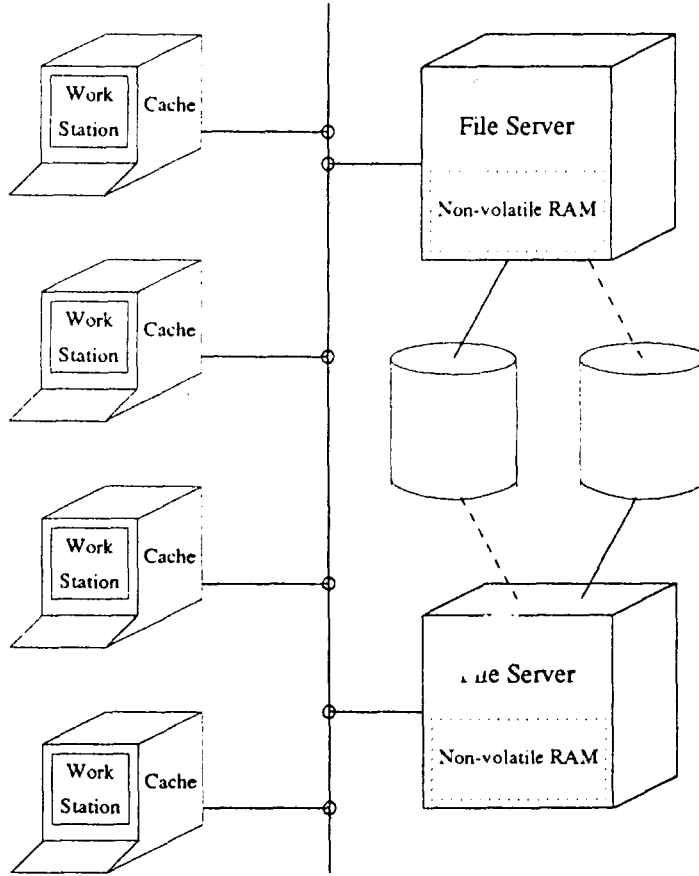 Work
Station
Cache
File Server
Non-volatile RAM
Work
Station
Cache
Work
Station
Cache
Work
Station
Cache
File Server
Non-volatile RAM